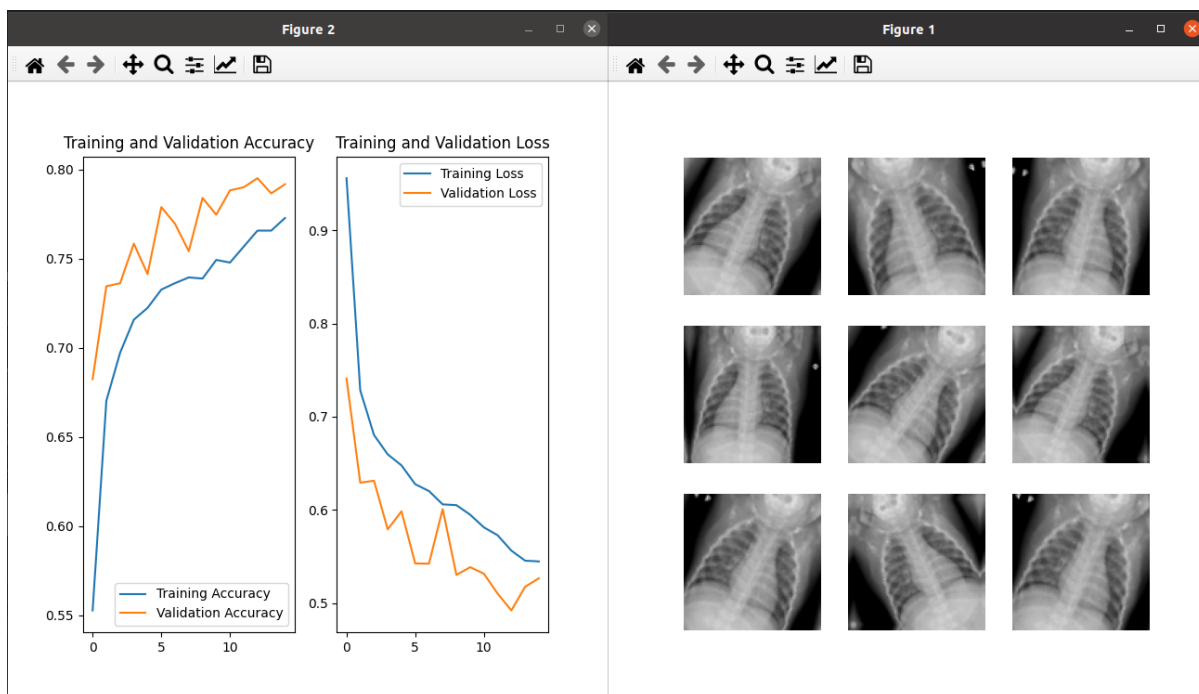 Figure 2
Figure 1
Training and Validation Accuracy
0.80
0.75
0.70
0.65
0.60
0.55
0
5
10
Training Accuracy
Validation Accuracy
Training and Validation Loss
0.9
0.8
0.7
0.6
0.5
0
5
10
Training Loss
Validation Loss